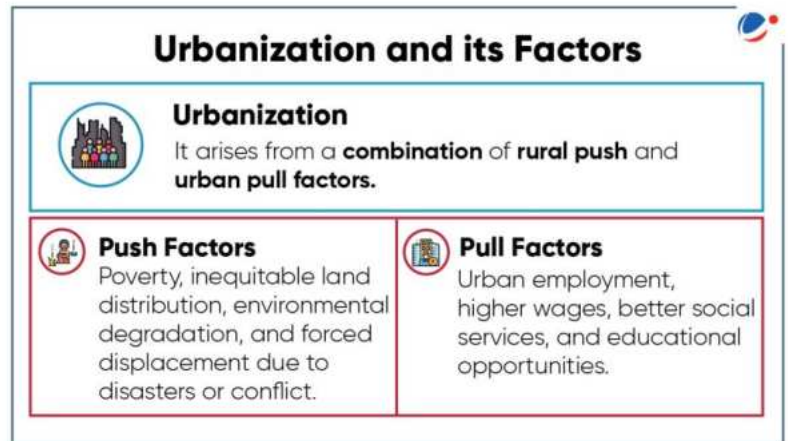 Urbanization and its Factors
Urbanization
It arises from a combination of rural push and
urban pull factors.
Push Factors
Poverty, inequitable land
distribution, environmental
degradation, and forced
displacement due to
disasters or conflict.
Pull Factors
Urban employment,
higher wages, better social
services, and educational
opportunities.